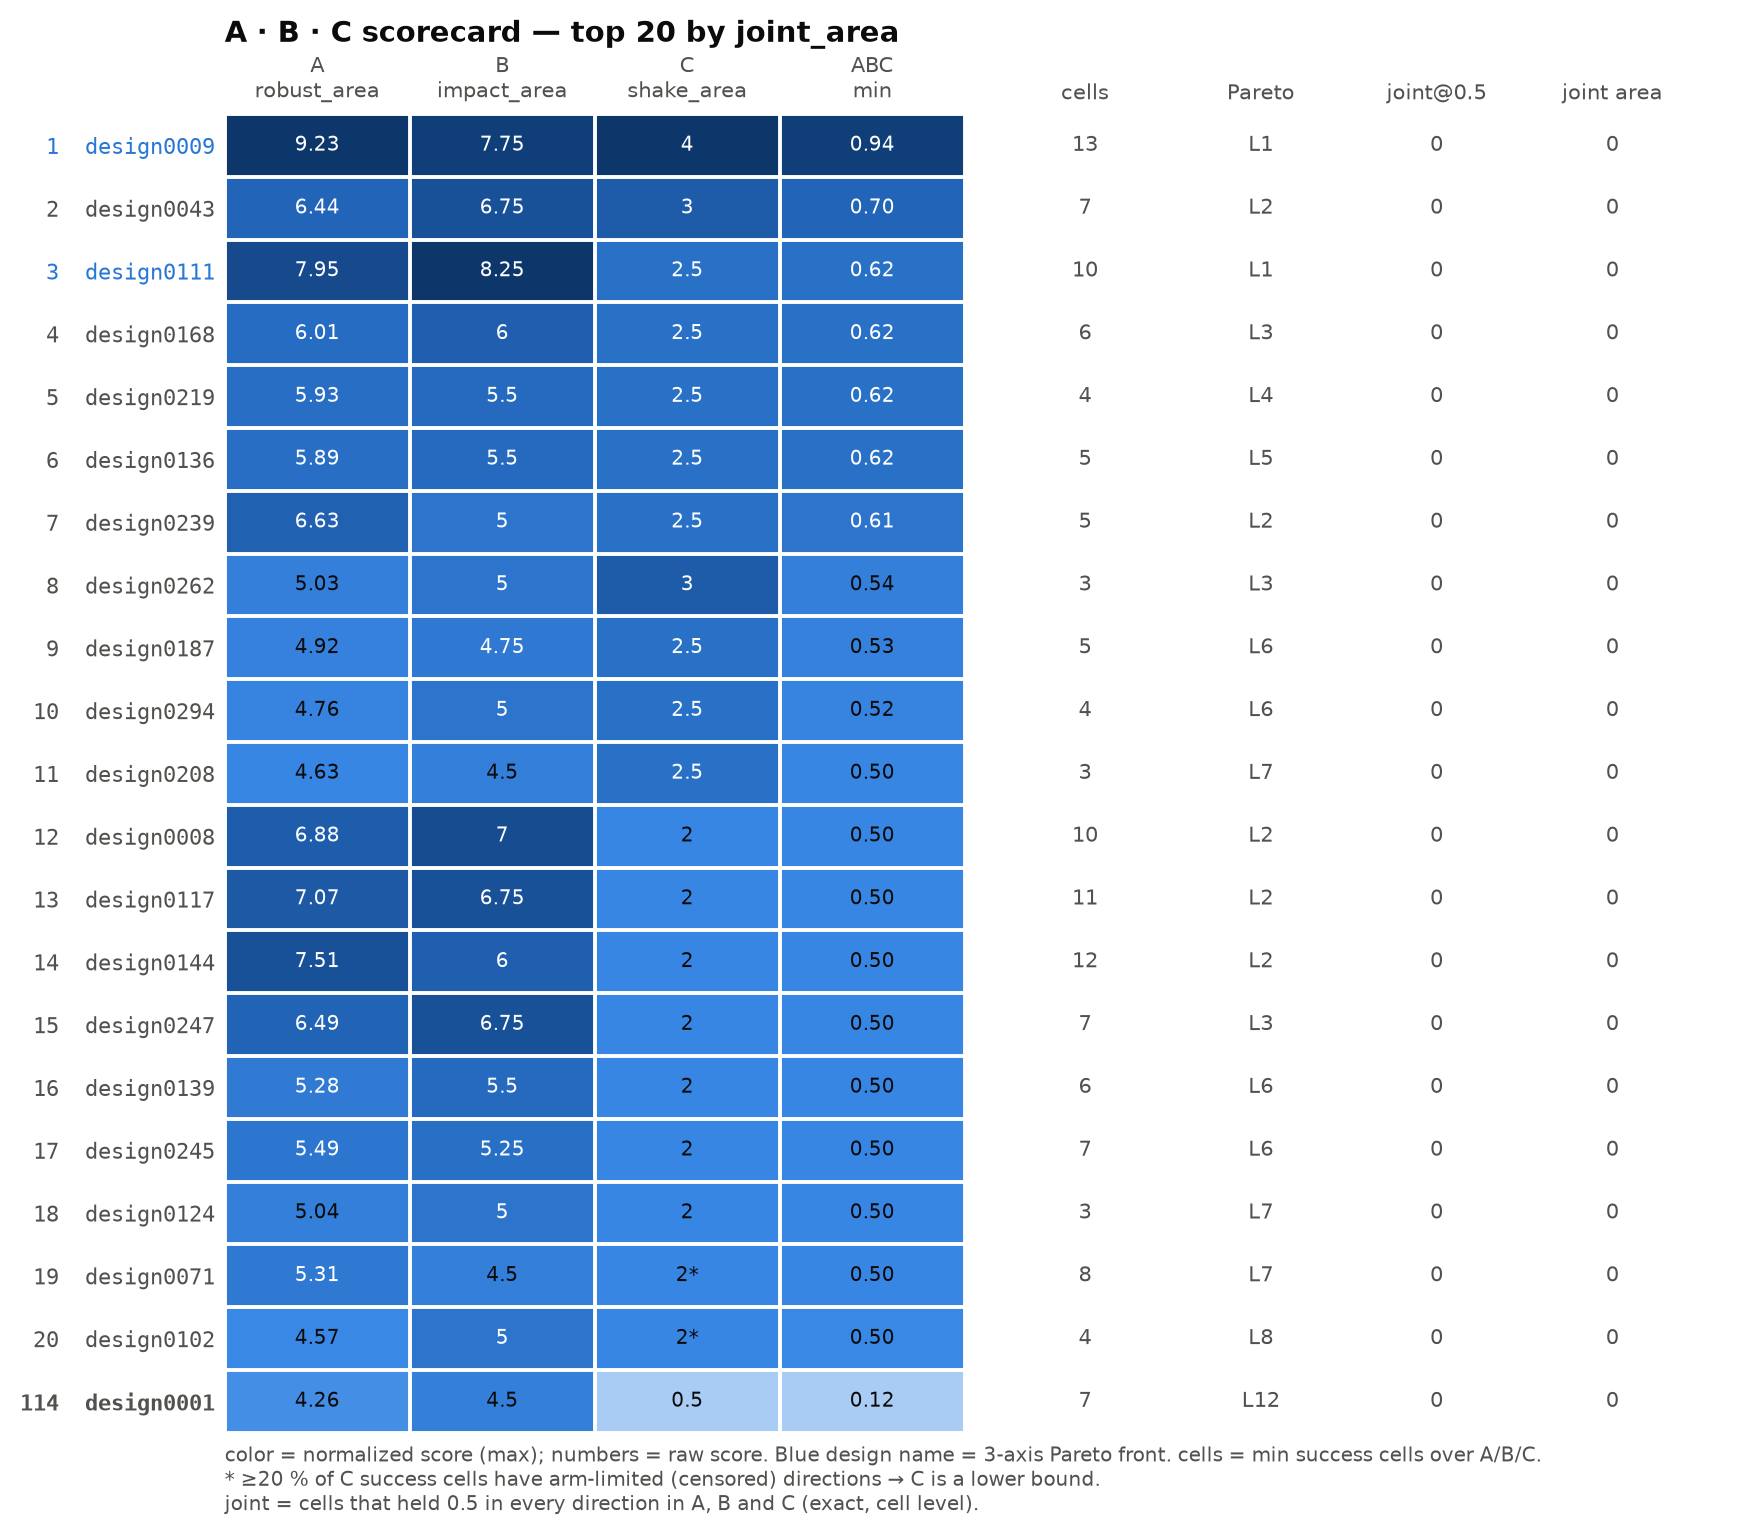 A · B · C scorecard — top 20 by joint_area
A B C ABC
robust_area impact_area shake_area min cells Pareto joint@0.5 joint area
1 design0009 9.23 7.75 4 0.94 13 L1 0 0
2 design0043 6.44 6.75 3 0.70 7 L2 0 0
3 design0111 7.95 8.25 2.5 0.62 10 L1 0 0
4 design0168 6.01 6 2.5 0.62 6 L3 0 0
5 design0219 5.93 5.5 2.5 0.62 4 L4 0 0
6 design0136 5.89 5.5 2.5 0.62 5 L5 0 0
7 design0239 6.63 5 2.5 0.61 5 L2 0 0
8 design0262 5.03 5 3 0.54 3 L3 0 0
9 design0187 4.92 4.75 2.5 0.53 5 L6 0 0
10 design0294 4.76 5 2.5 0.52 4 L6 0 0
11 design0208 4.63 4.5 2.5 0.50 3 L7 0 0
12 design0008 6.88 7 2 0.50 10 L2 0 0
13 design0117 7.07 6.75 2 0.50 11 L2 0 0
14 design0144 7.51 6 2 0.50 12 L2 0 0
15 design0247 6.49 6.75 2 0.50 7 L3 0 0
16 design0139 5.28 5.5 2 0.50 6 L6 0 0
17 design0245 5.49 5.25 2 0.50 7 L6 0 0
18 design0124 5.04 5 2 0.50 3 L7 0 0
19 design0071 5.31 4.5 2* 0.50 8 L7 0 0
20 design0102 4.57 5 2* 0.50 4 L8 0 0
114 design0001 4.26 4.5 0.5 0.12 7 L12 0 0
color = normalized score (max); numbers = raw score. Blue design name = 3-axis Pareto front. cells = min success cells over A/B/C.
* ≥20 % of C success cells have arm-limited (censored) directions → C is a lower bound.
joint = cells that held 0.5 in every direction in A, B and C (exact, cell level).